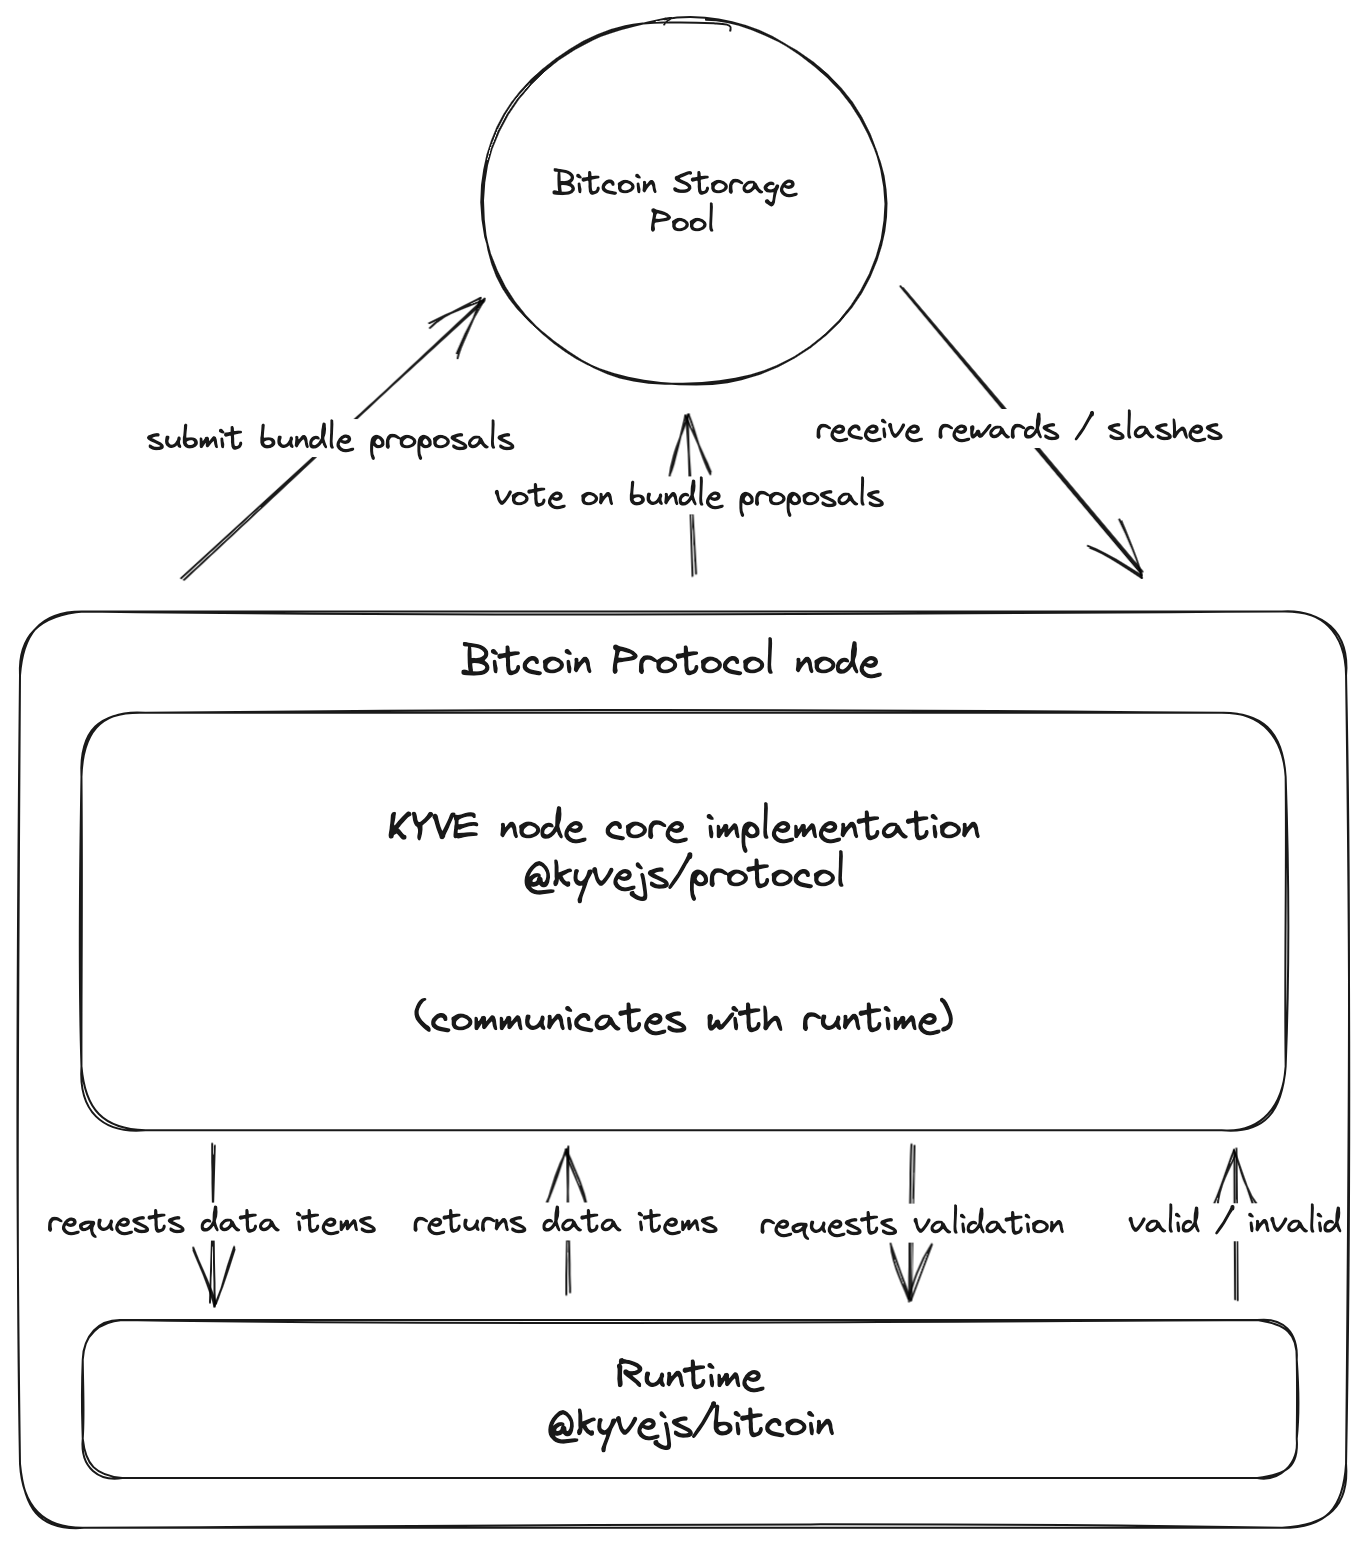 Bitcoin Storage
Pool
submit bundle proposals
receive rewards / slashes
vote on bundle proposals
Bitcoin Protocol node
KYVE node core implementation
@kyvejs/protocol
(communicates with runtime)
requests data items
returns data items
requests validation
valid / invalid
Runtime
@kyvejs/bitcoin